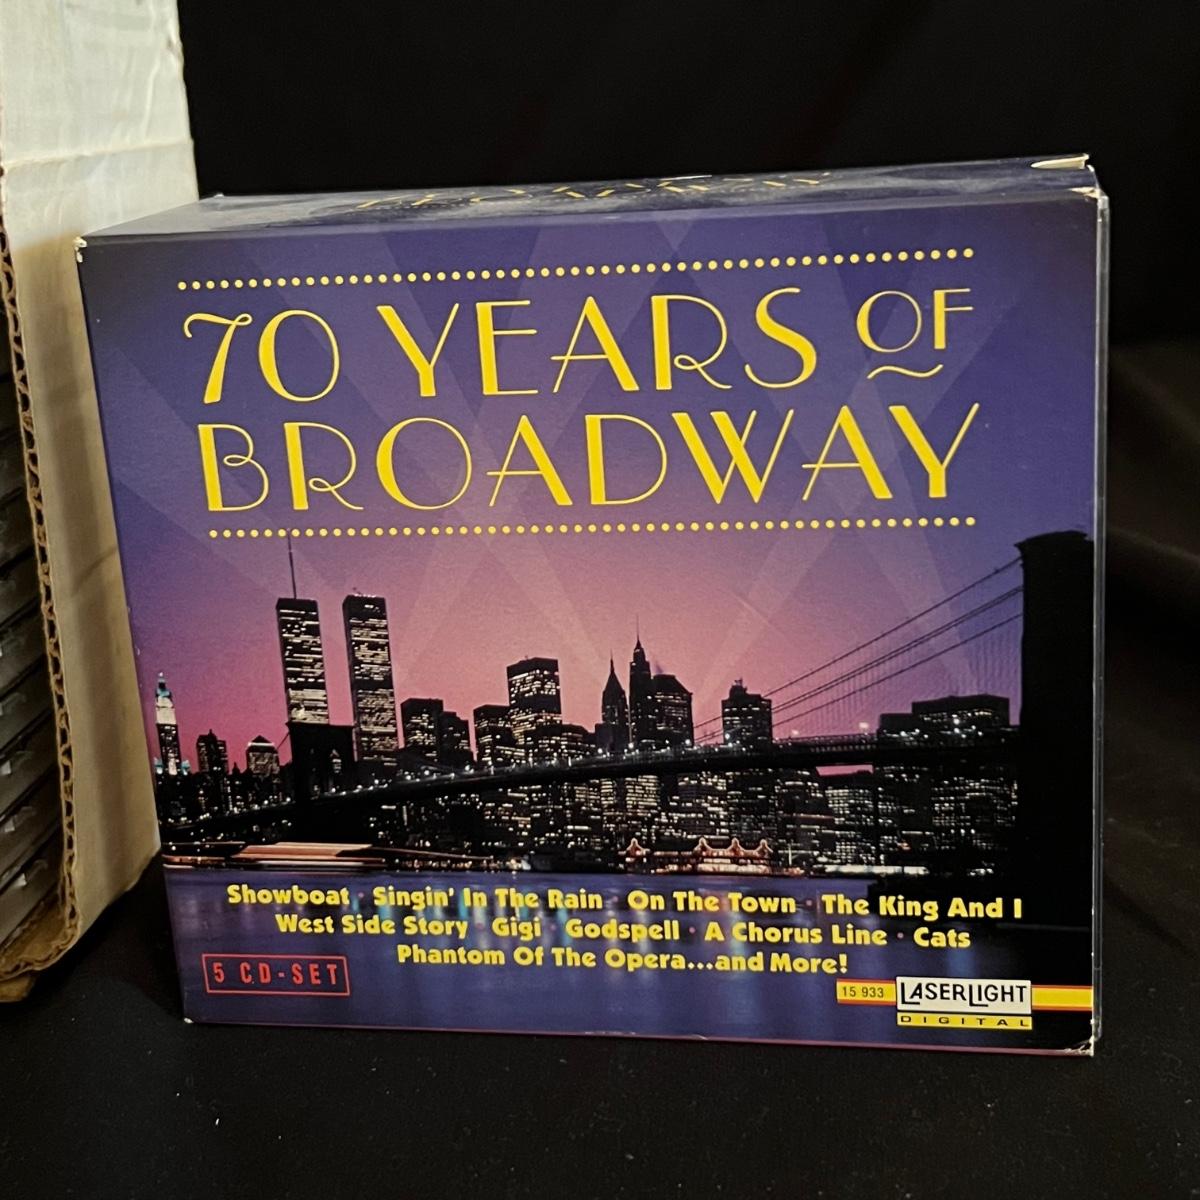 BROADWAY
70 YEARS OF
BROADWAY
Showboat · Singin' In The Rain · On The Town · The King And I
West Side Story · Gigi · Godspell · A Chorus Line · Cats
Phantom Of The Opera...and More!
5 CD-SET
15 933
LASERLIGHT
DIGITAL